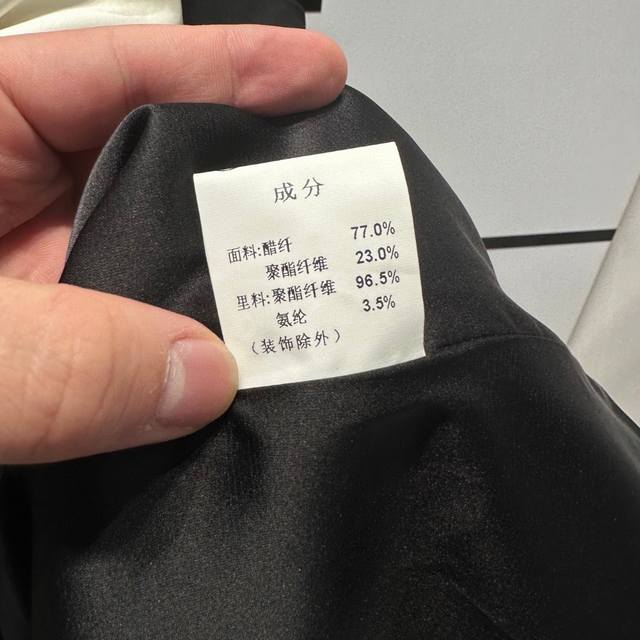 成分
面料:醋纤 77.0%
聚酯纤维 23.0%
里料:聚酯纤维 96.5%
氨纶 3.5%
（装饰除外）